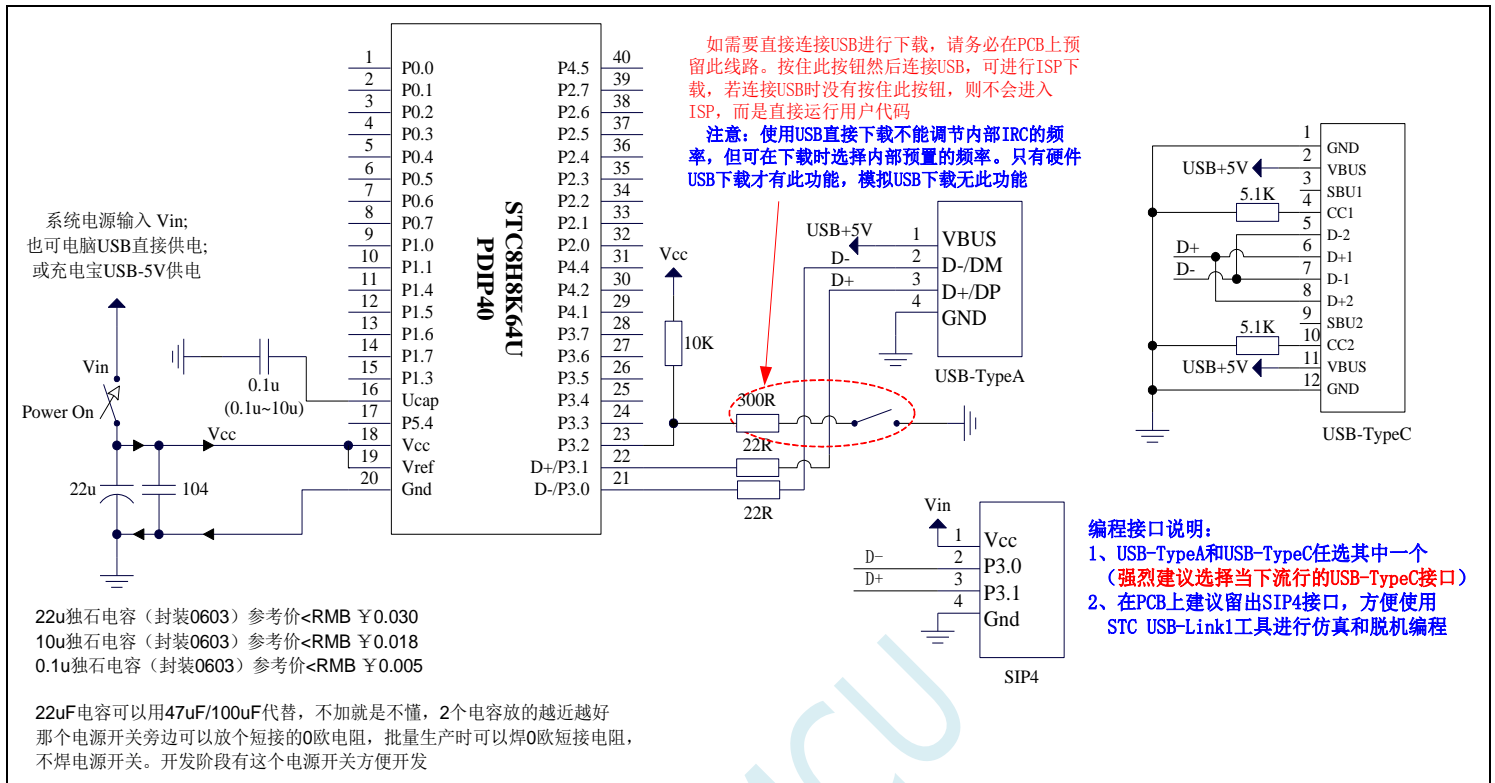 1
P0.0
2
P0.1
3
P0.2
4
P0.3
5
P0.4
6
P0.5
7
P0.6
8
P0.7
9
P1.0
10
P1.1
11
P1.4
12
P1.5
13
P1.6
14
P1.7
15
P1.3
16
Ucap
17
P5.4
18
Vcc
19
Vref
20
Gnd
STC8H8K64U
PDIP40
40
P4.5
39
P2.7
38
P2.6
37
P2.5
36
P2.4
35
P2.3
34
P2.2
33
P2.1
32
P2.0
31
P4.4
30
P4.2
29
P4.1
28
P3.7
27
P3.6
26
P3.5
25
P3.4
24
P3.3
23
P3.2
22
D+/P3.1
21
D-/P3.0
系统电源输入 Vin;
也可电脑USB直接供电;
或充电宝USB-5V供电
Vin
Power On
0.1u
(0.1u~10u)
Vcc
22u
104
如需要直接连接USB进行下载，请务必在PCB上预
留此线路。按住此按钮然后连接USB，可进行ISP下
载，若连接USB时没有按住此按钮，则不会进入
ISP，而是直接运行用户代码
注意：使用USB直接下载不能调节内部IRC的频
率，但可在下载时选择内部预置的频率。只有硬件
USB下载才有此功能，模拟USB下载无此功能
Vcc
10K
300R
22R
22R
USB+5V
D-
D+
1
VBUS
2
D-/DM
3
D+/DP
4
GND
USB-TypeA
1
GND
2
VBUS
3
SBU1
4
CC1
5
D-2
6
D+1
7
D-1
8
D+2
9
SBU2
10
CC2
11
VBUS
12
GND
USB+5V
5.1K
D+
D-
5.1K
USB+5V
USB-TypeC
Vin
D-
D+
1
Vcc
2
P3.0
3
P3.1
4
Gnd
SIP4
编程接口说明：
1、USB-TypeA和USB-TypeC任选其中一个
（强烈建议选择当下流行的USB-TypeC接口）
2、在PCB上建议留出SIP4接口，方便使用
STC USB-Link1工具进行仿真和脱机编程
22u独石电容（封装0603）参考价<RMB ￥0.030
10u独石电容（封装0603）参考价<RMB ￥0.018
0.1u独石电容（封装0603）参考价<RMB ￥0.005
22uF电容可以用47uF/100uF代替，不加就是不懂，2个电容放的越近越好
那个电源开关旁边可以放个短接的0欧电阻，批量生产时可以焊0欧短接电阻，
不焊电源开关。开发阶段有这个电源开关方便开发
MCU